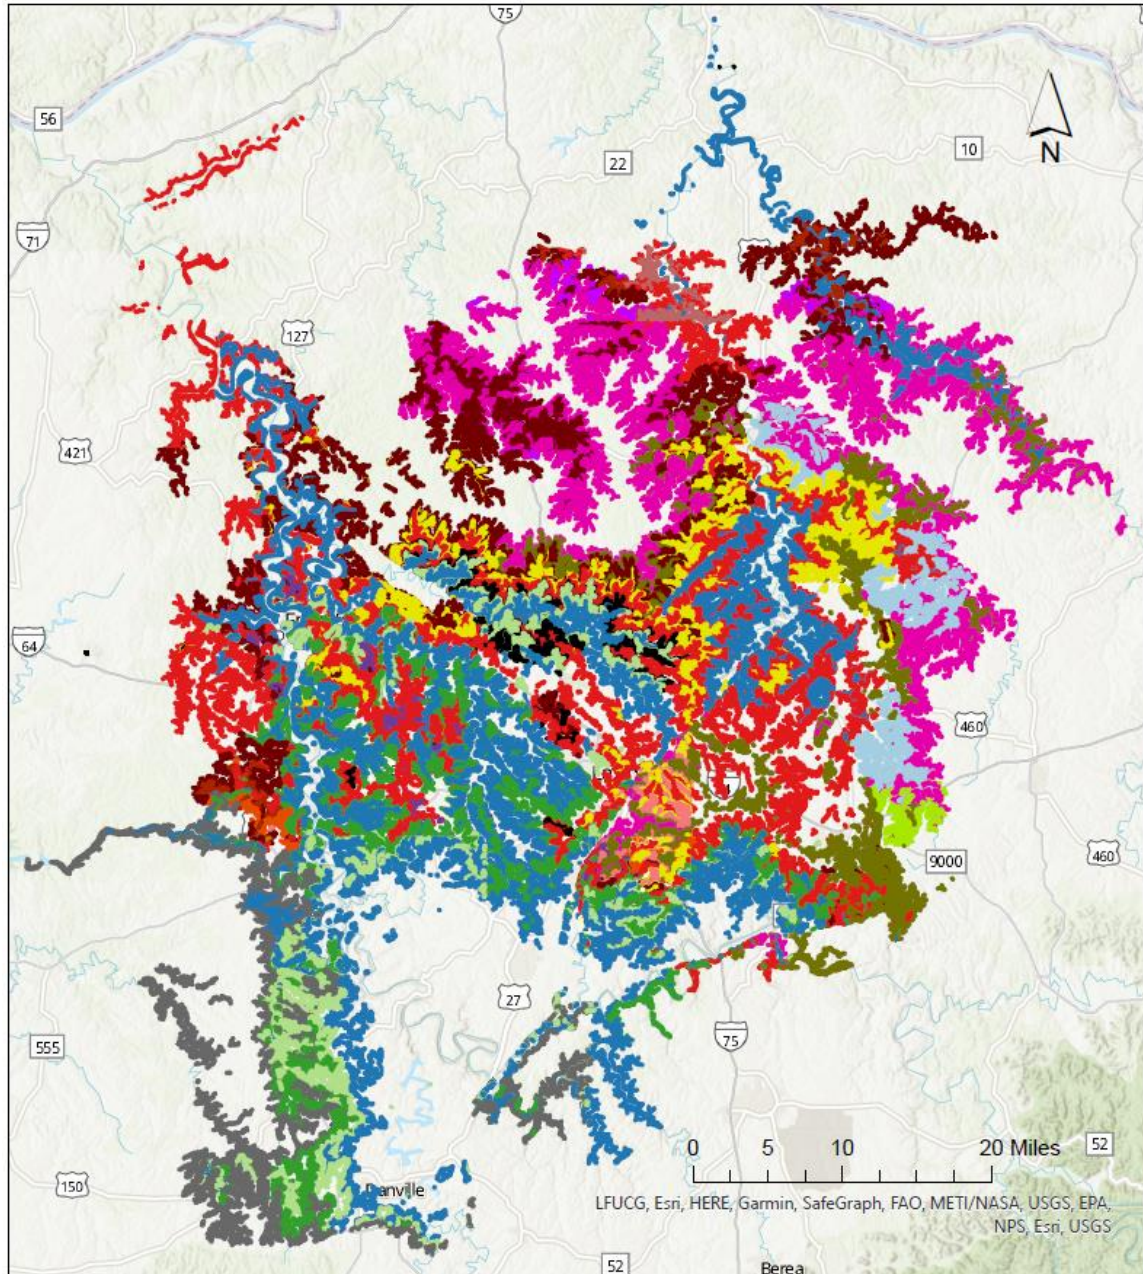 75
56
22
10
N
71
127
421
64
460
460
9000
27
75
555
0 5 10 20 Miles
52
150
Danville
LFUCG, Esri, HERE, Garmin, SafeGraph, FAO, METI/NASA, USGS, EPA,
NPS, Esri, USGS
52
Berea